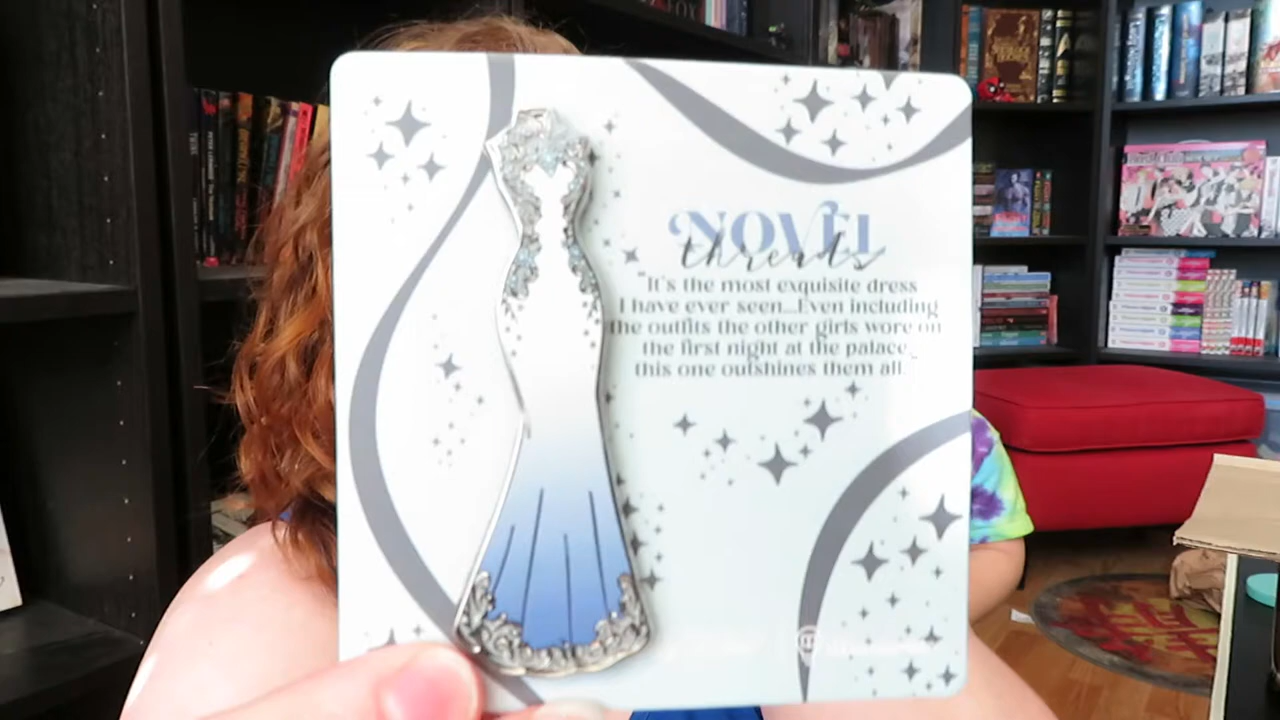 NOVEL
threads
"It's the most exquisite dress
I have ever seen...Even including
the outfits the other girls wore on
the first night at the palace,
this one outshines them all